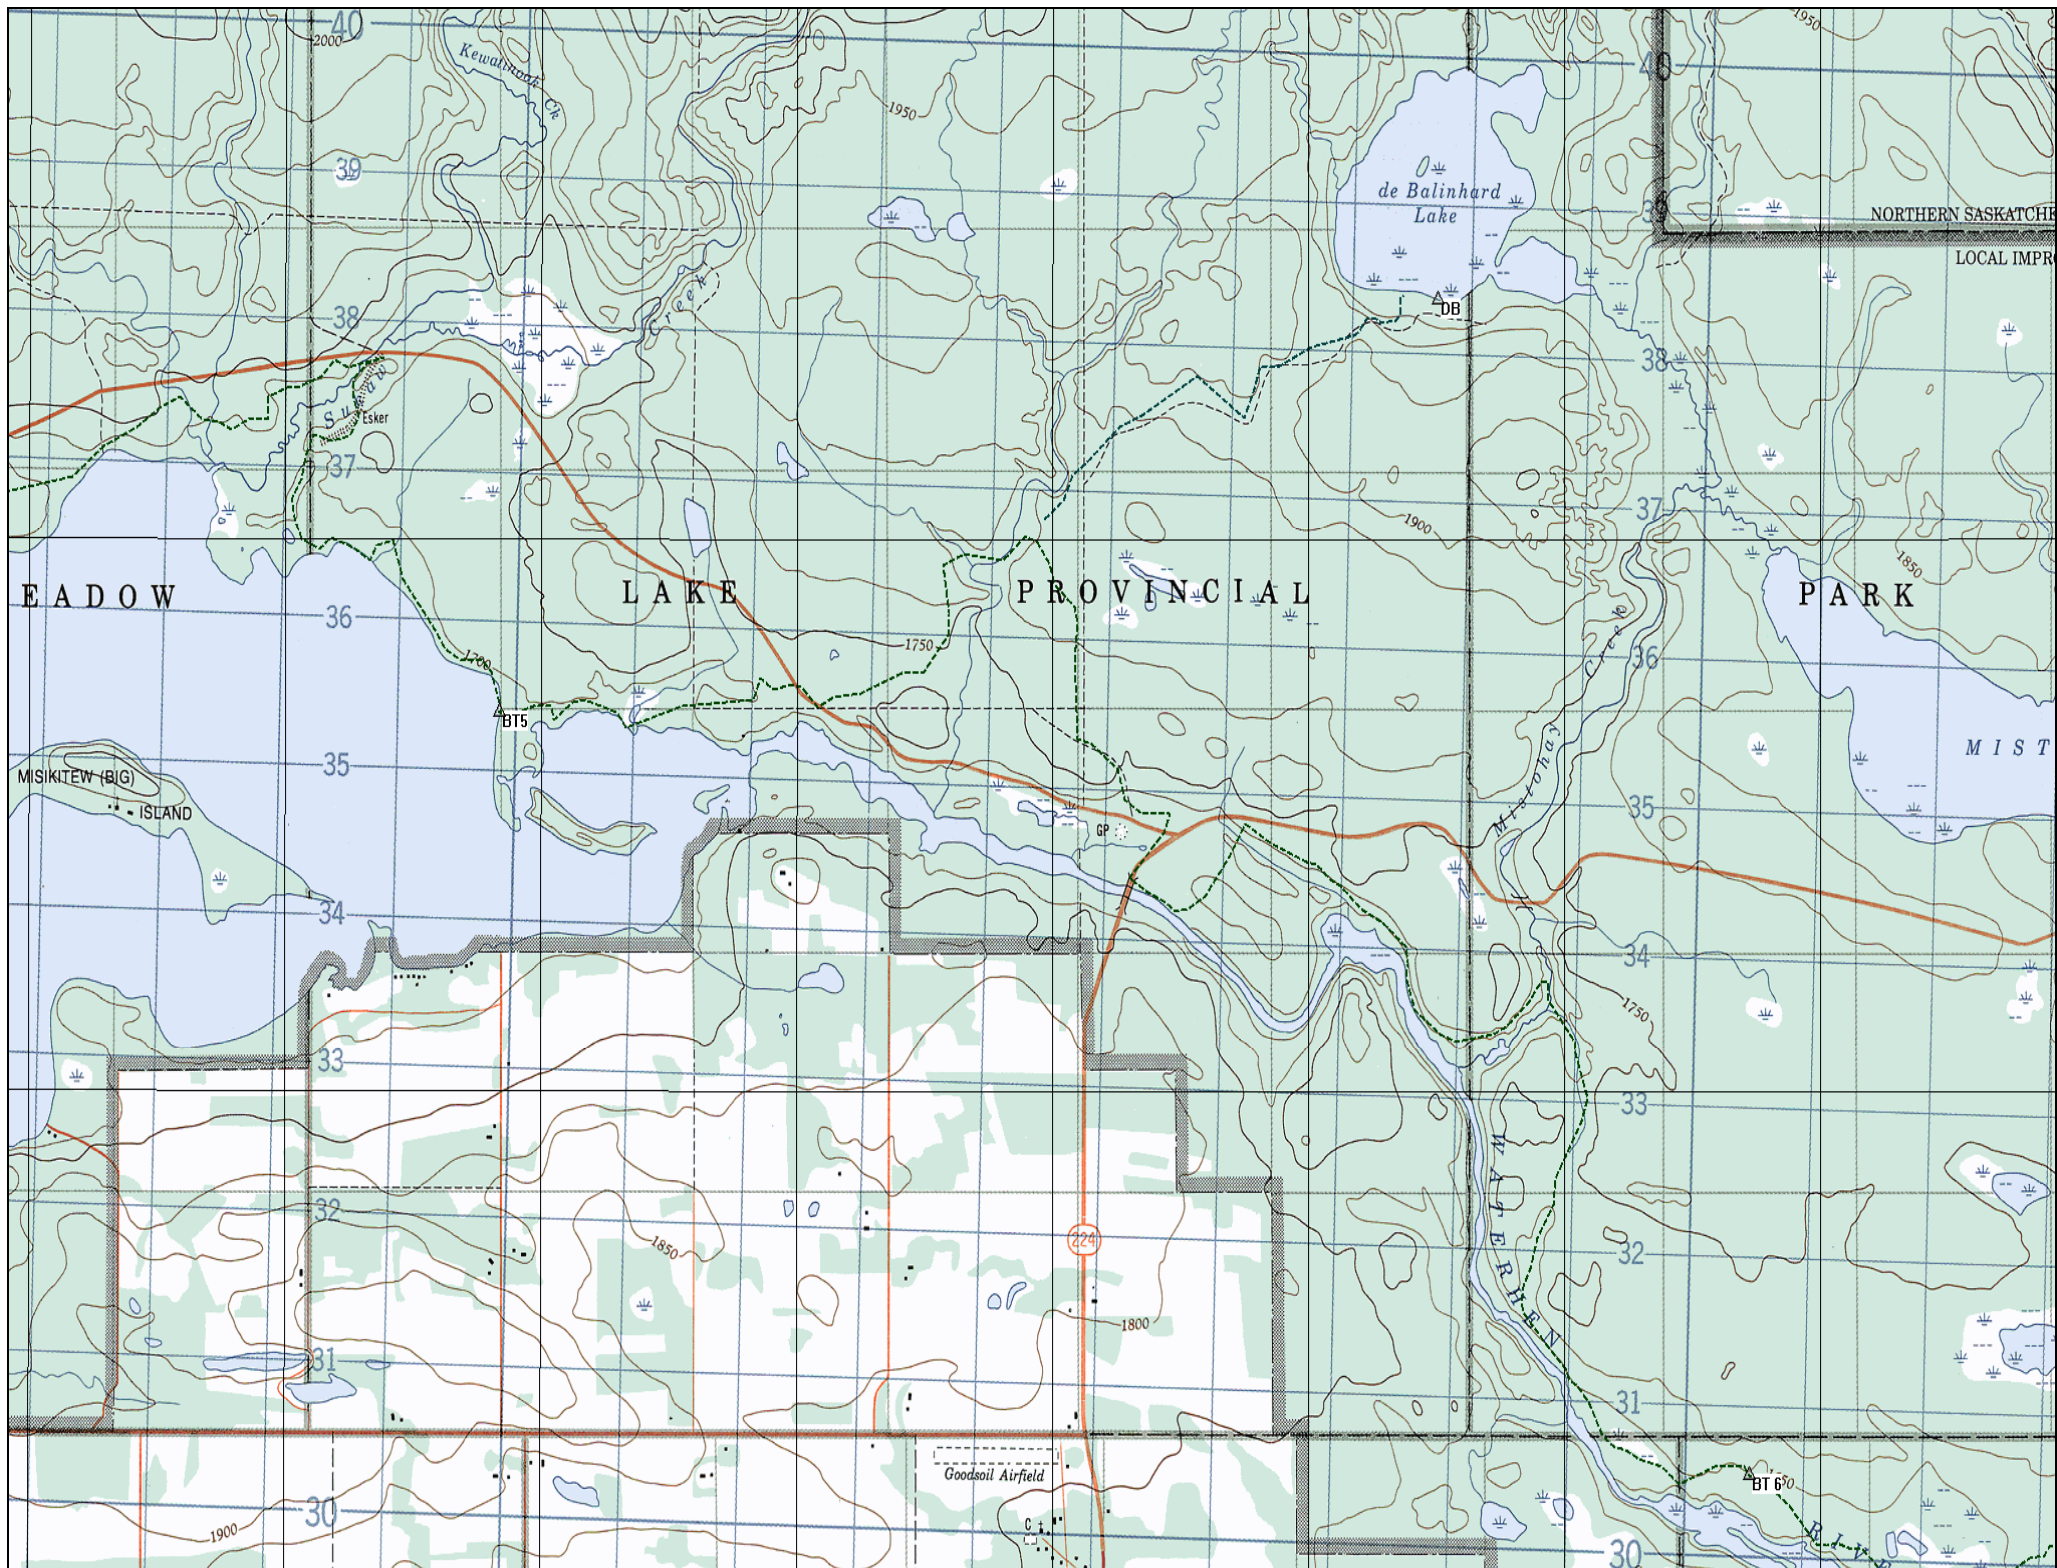 40
2000
Kewatinook Ck
1950
1950
40
39
de Balinhard
Lake
39
NORTHERN SASKATCHE
LOCAL IMPR
38
Creek
DB
38
Esker
37
37
1900
1850
EADOW LAKE PROVINCIAL PARK
36
1750
1700
36
Creek
BT5
35
MIST
MISIKITEW (BIG)
ISLAND
Mistohay
35
GP
34
34
1750
33
33
WATERHEN
32
224
32
1850
1800
31
31
Goodsoil Airfield
BT 6
30
1900
C
30